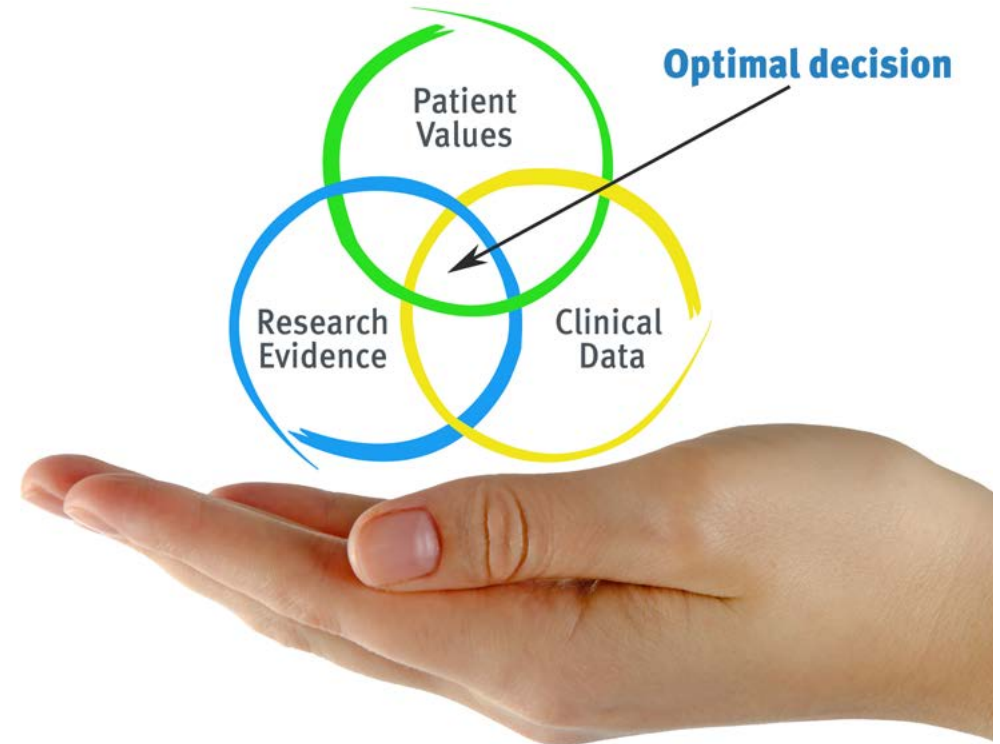 Optimal decision
Patient
Values
Research
Evidence
Clinical
Data